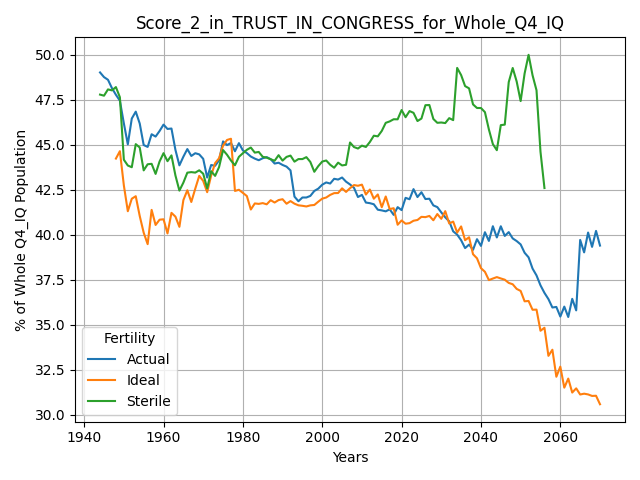 Score_2_in_TRUST_IN_CONGRESS_for_Whole_Q4_IQ
% of Whole Q4_IQ Population
50.0
47.5
45.0
42.5
40.0
37.5
35.0
32.5
30.0
Fertility
Actual
Ideal
Sterile
1940
1960
1980
2000
2020
2040
2060
Years